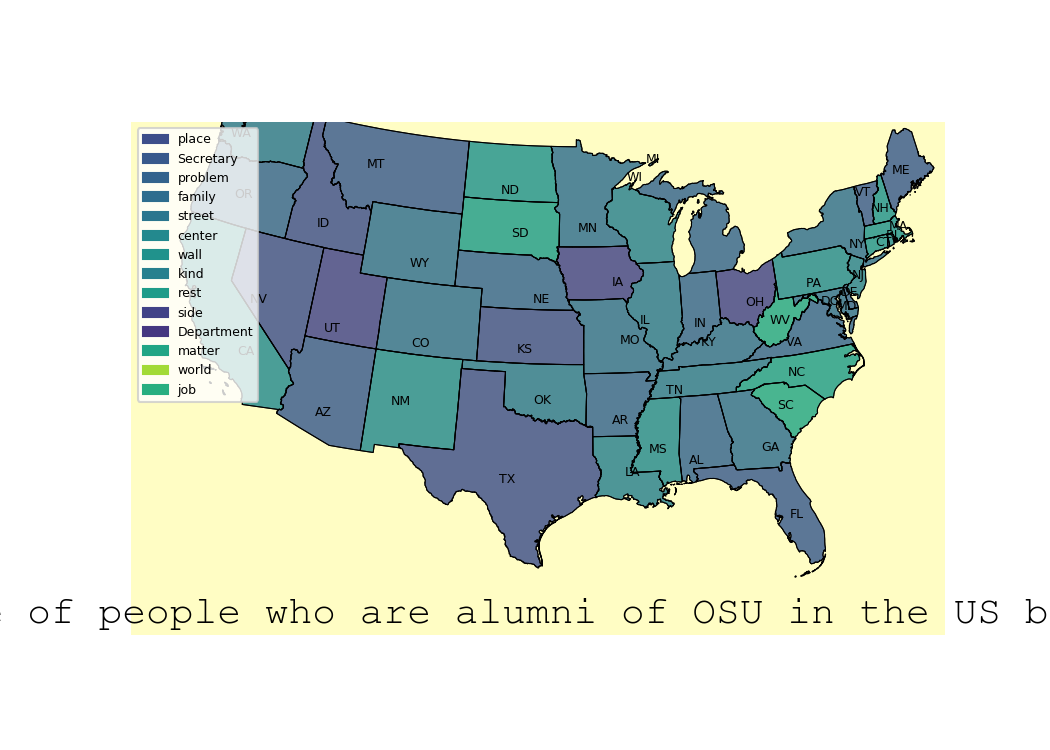 place
Secretary
problem
family
street
center
wall
kind
rest
side
Department
matter
world
job
WA
OR
CA
NV
ID
MT
WY
UT
AZ
CO
NM
ND
SD
NE
KS
OK
TX
MN
IA
MO
AR
LA
WI
MI
IL
IN
OH
KY
TN
MS
AL
GA
FL
SC
NC
VA
WV
PA
NY
VT
NH
ME
MA
RI
CT
NJ
DE
MD
DC
of people who are alumni of OSU in the US b